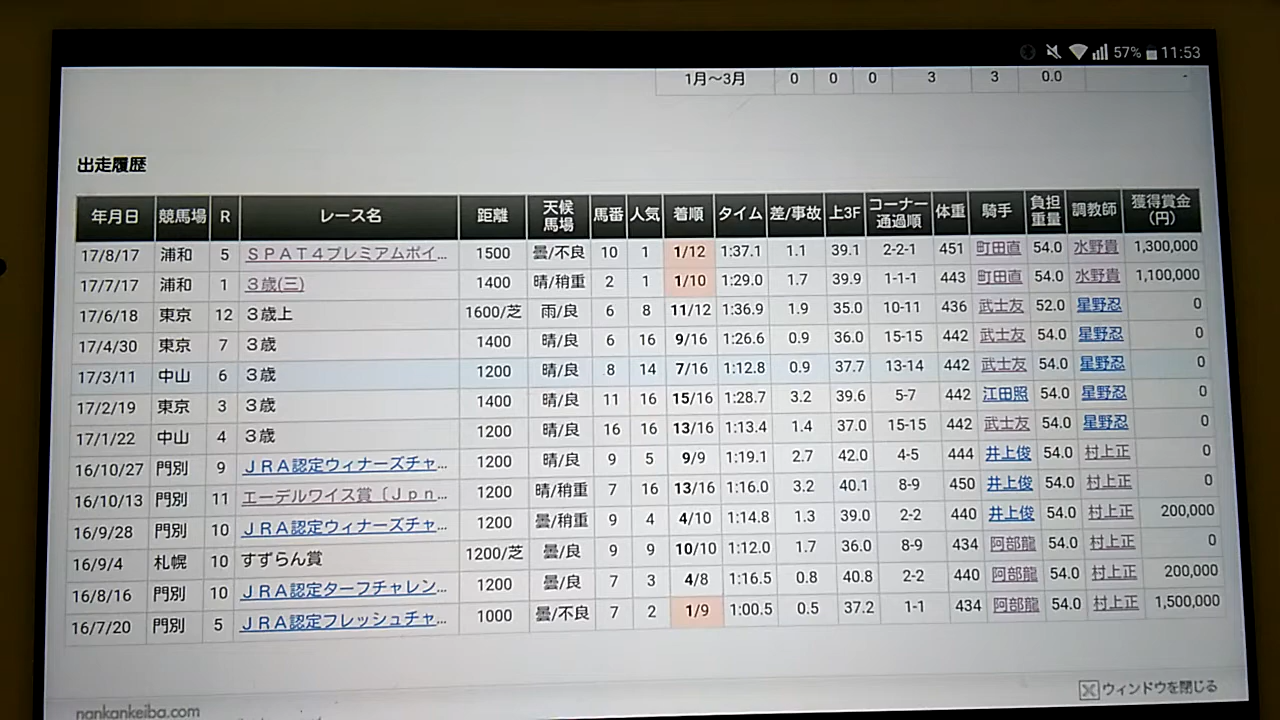 57% 11:53
1月～3月 0 0 0 3 3 0.0 -
出走履歴
年月日 競馬場 R レース名 距離 天候馬場 馬番 人気 着順 タイム 差/事故 上3F コーナー通過順 体重 騎手 負担重量 調教師 獲得賞金(円)
17/8/17 浦和 5 ＳＰＡＴ４プレミアムポイ... 1500 曇/不良 10 1 1/12 1:37.1 1.1 39.1 2-2-1 451 町田直 54.0 水野貴 1,300,000
17/7/17 浦和 1 ３歳(三) 1400 晴/稍重 2 1 1/10 1:29.0 1.7 39.9 1-1-1 443 町田直 54.0 水野貴 1,100,000
17/6/18 東京 12 ３歳上 1600/芝 雨/良 6 8 11/12 1:36.9 1.9 35.0 10-11 436 武士友 52.0 星野忍 0
17/4/30 東京 7 ３歳 1400 晴/良 6 16 9/16 1:26.6 0.9 36.0 15-15 442 武士友 54.0 星野忍 0
17/3/11 中山 6 ３歳 1200 晴/良 8 14 7/16 1:12.8 0.9 37.7 13-14 442 武士友 54.0 星野忍 0
17/2/19 東京 3 ３歳 1400 晴/良 11 16 15/16 1:28.7 3.2 39.6 5-7 442 江田照 54.0 星野忍 0
17/1/22 中山 4 ３歳 1200 晴/良 16 16 13/16 1:13.4 1.4 37.0 15-15 442 武士友 54.0 星野忍 0
16/10/27 門別 9 ＪＲＡ認定ウィナーズチャ... 1200 晴/良 9 5 9/9 1:19.1 2.7 42.0 4-5 444 井上俊 54.0 村上正 0
16/10/13 門別 11 エーデルワイス賞〔Ｊｐｎ... 1200 晴/稍重 7 16 13/16 1:16.0 3.2 40.1 8-9 450 井上俊 54.0 村上正 0
16/9/28 門別 10 ＪＲＡ認定ウィナーズチャ... 1200 曇/稍重 9 4 4/10 1:14.8 1.3 39.0 2-2 440 井上俊 54.0 村上正 200,000
16/9/4 札幌 10 すずらん賞 1200/芝 曇/良 9 9 10/10 1:12.0 1.7 36.0 8-9 434 阿部龍 54.0 村上正 0
16/8/16 門別 10 ＪＲＡ認定ターフチャレン... 1200 曇/良 7 3 4/8 1:16.5 0.8 40.8 2-2 440 阿部龍 54.0 村上正 200,000
16/7/20 門別 5 ＪＲＡ認定フレッシュチャ... 1000 曇/不良 7 2 1/9 1:00.5 0.5 37.2 1-1 434 阿部龍 54.0 村上正 1,500,000
ウィンドウを閉じる
nankankeiba.com